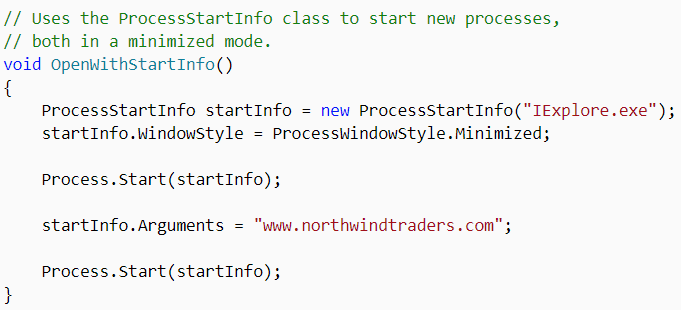 // Uses the ProcessStartInfo class to start new processes,
// both in a minimized mode.
void OpenWithStartInfo()
{
    ProcessStartInfo startInfo = new ProcessStartInfo("IExplore.exe");
    startInfo.WindowStyle = ProcessWindowStyle.Minimized;

    Process.Start(startInfo);

    startInfo.Arguments = "www.northwindtraders.com";

    Process.Start(startInfo);
}